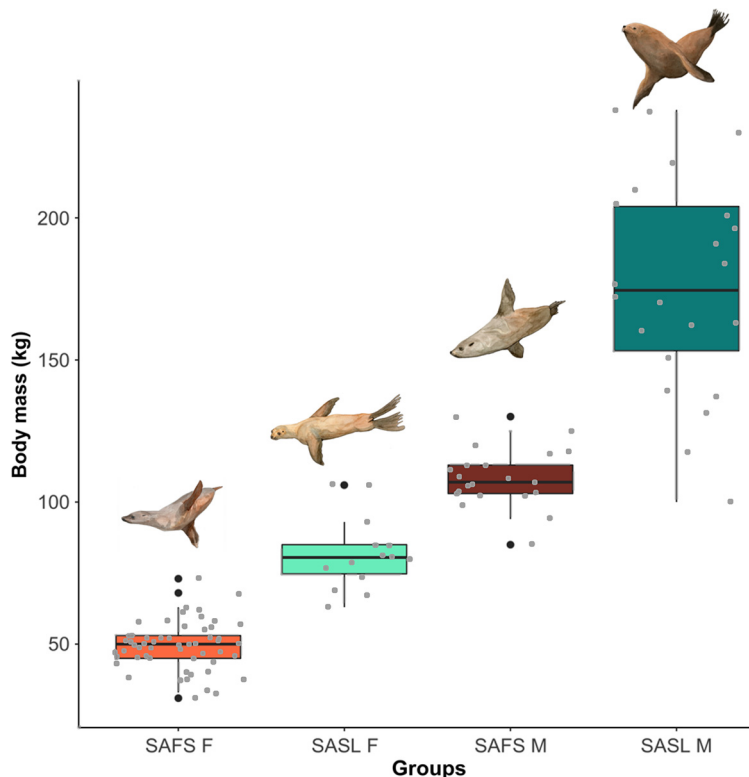 200
150
100
50
Body mass (kg)
SAFS F SASL F SAFS M SASL M
Groups